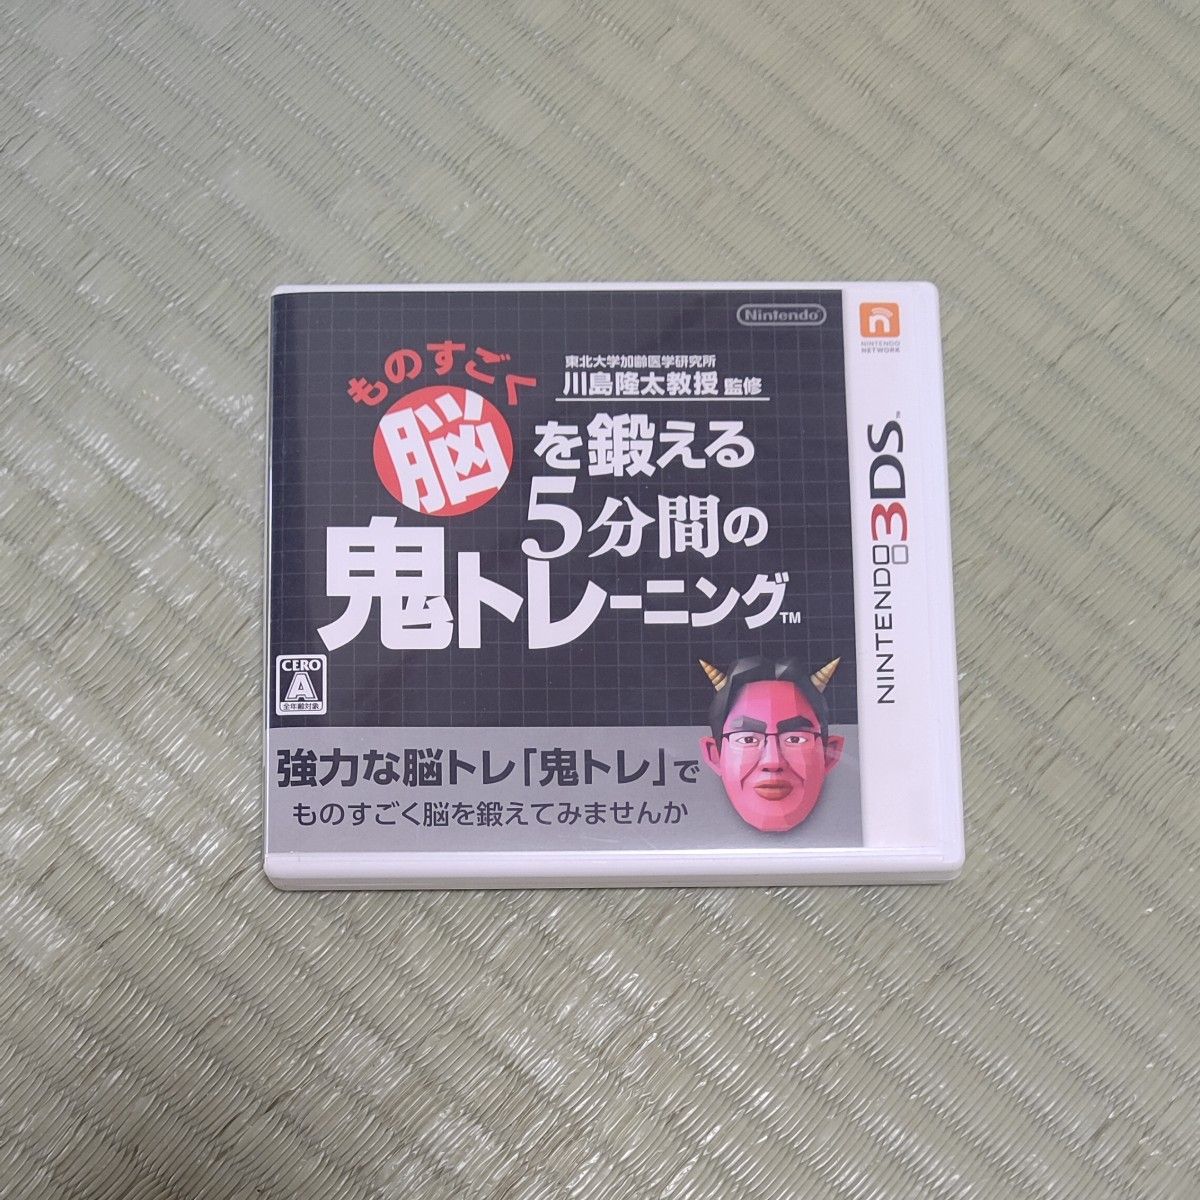 Nintendo
東北大学加齢医学研究所
川島隆太教授 監修
ものすごく
脳を鍛える
5分間の
鬼トレーニング™
CERO
A
全年齢対象
強力な脳トレ「鬼トレ」で
ものすごく脳を鍛えてみませんか
n
NINTENDO
NETWORK
NINTENDO3DS™